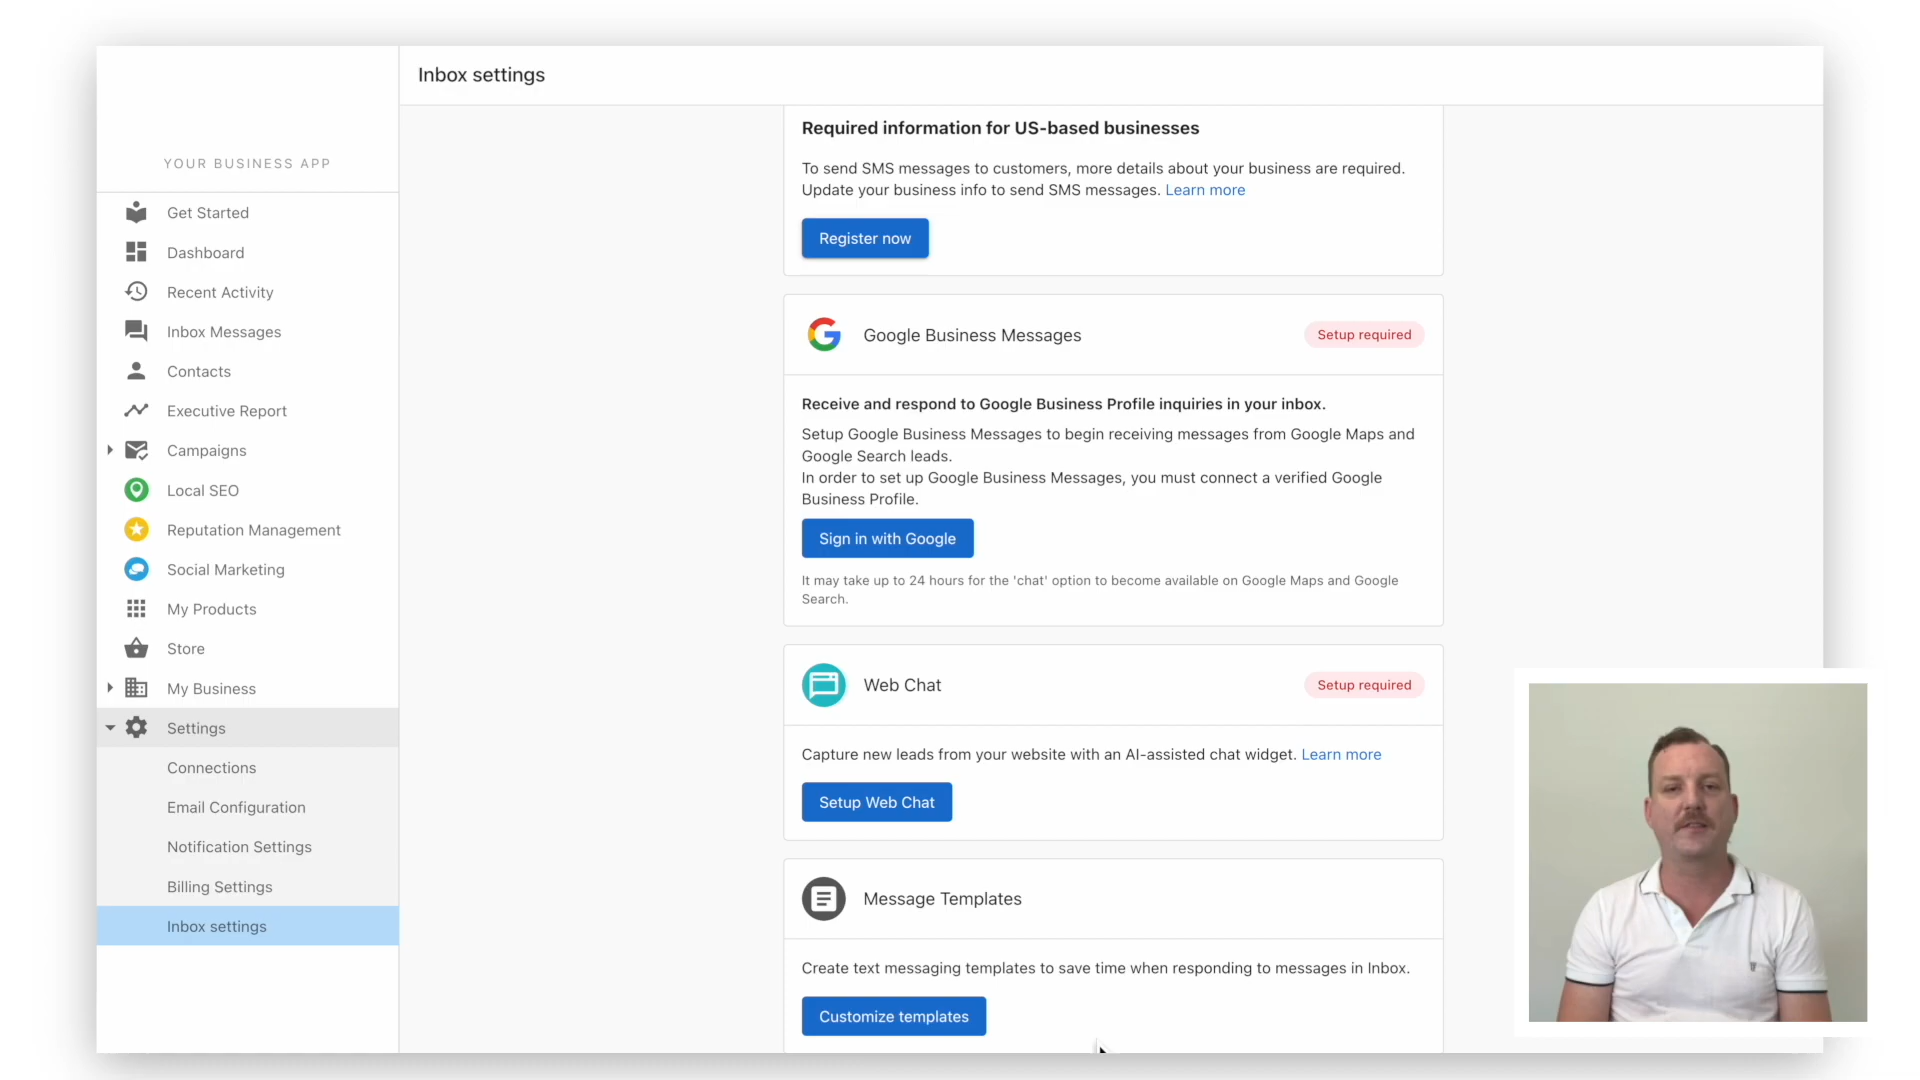 Inbox settings
YOUR BUSINESS APP
Get Started
Dashboard
Recent Activity
Inbox Messages
Contacts
Executive Report
Campaigns
Local SEO
Reputation Management
Social Marketing
My Products
Store
My Business
Settings
Connections
Email Configuration
Notification Settings
Billing Settings
Inbox settings
Required information for US-based businesses
To send SMS messages to customers, more details about your business are required.
Update your business info to send SMS messages. Learn more
Register now
Google Business Messages
Setup required
Receive and respond to Google Business Profile inquiries in your inbox.
Setup Google Business Messages to begin receiving messages from Google Maps and
Google Search leads.
In order to set up Google Business Messages, you must connect a verified Google
Business Profile.
Sign in with Google
It may take up to 24 hours for the 'chat' option to become available on Google Maps and Google
Search.
Web Chat
Setup required
Capture new leads from your website with an AI-assisted chat widget. Learn more
Setup Web Chat
Message Templates
Create text messaging templates to save time when responding to messages in Inbox.
Customize templates